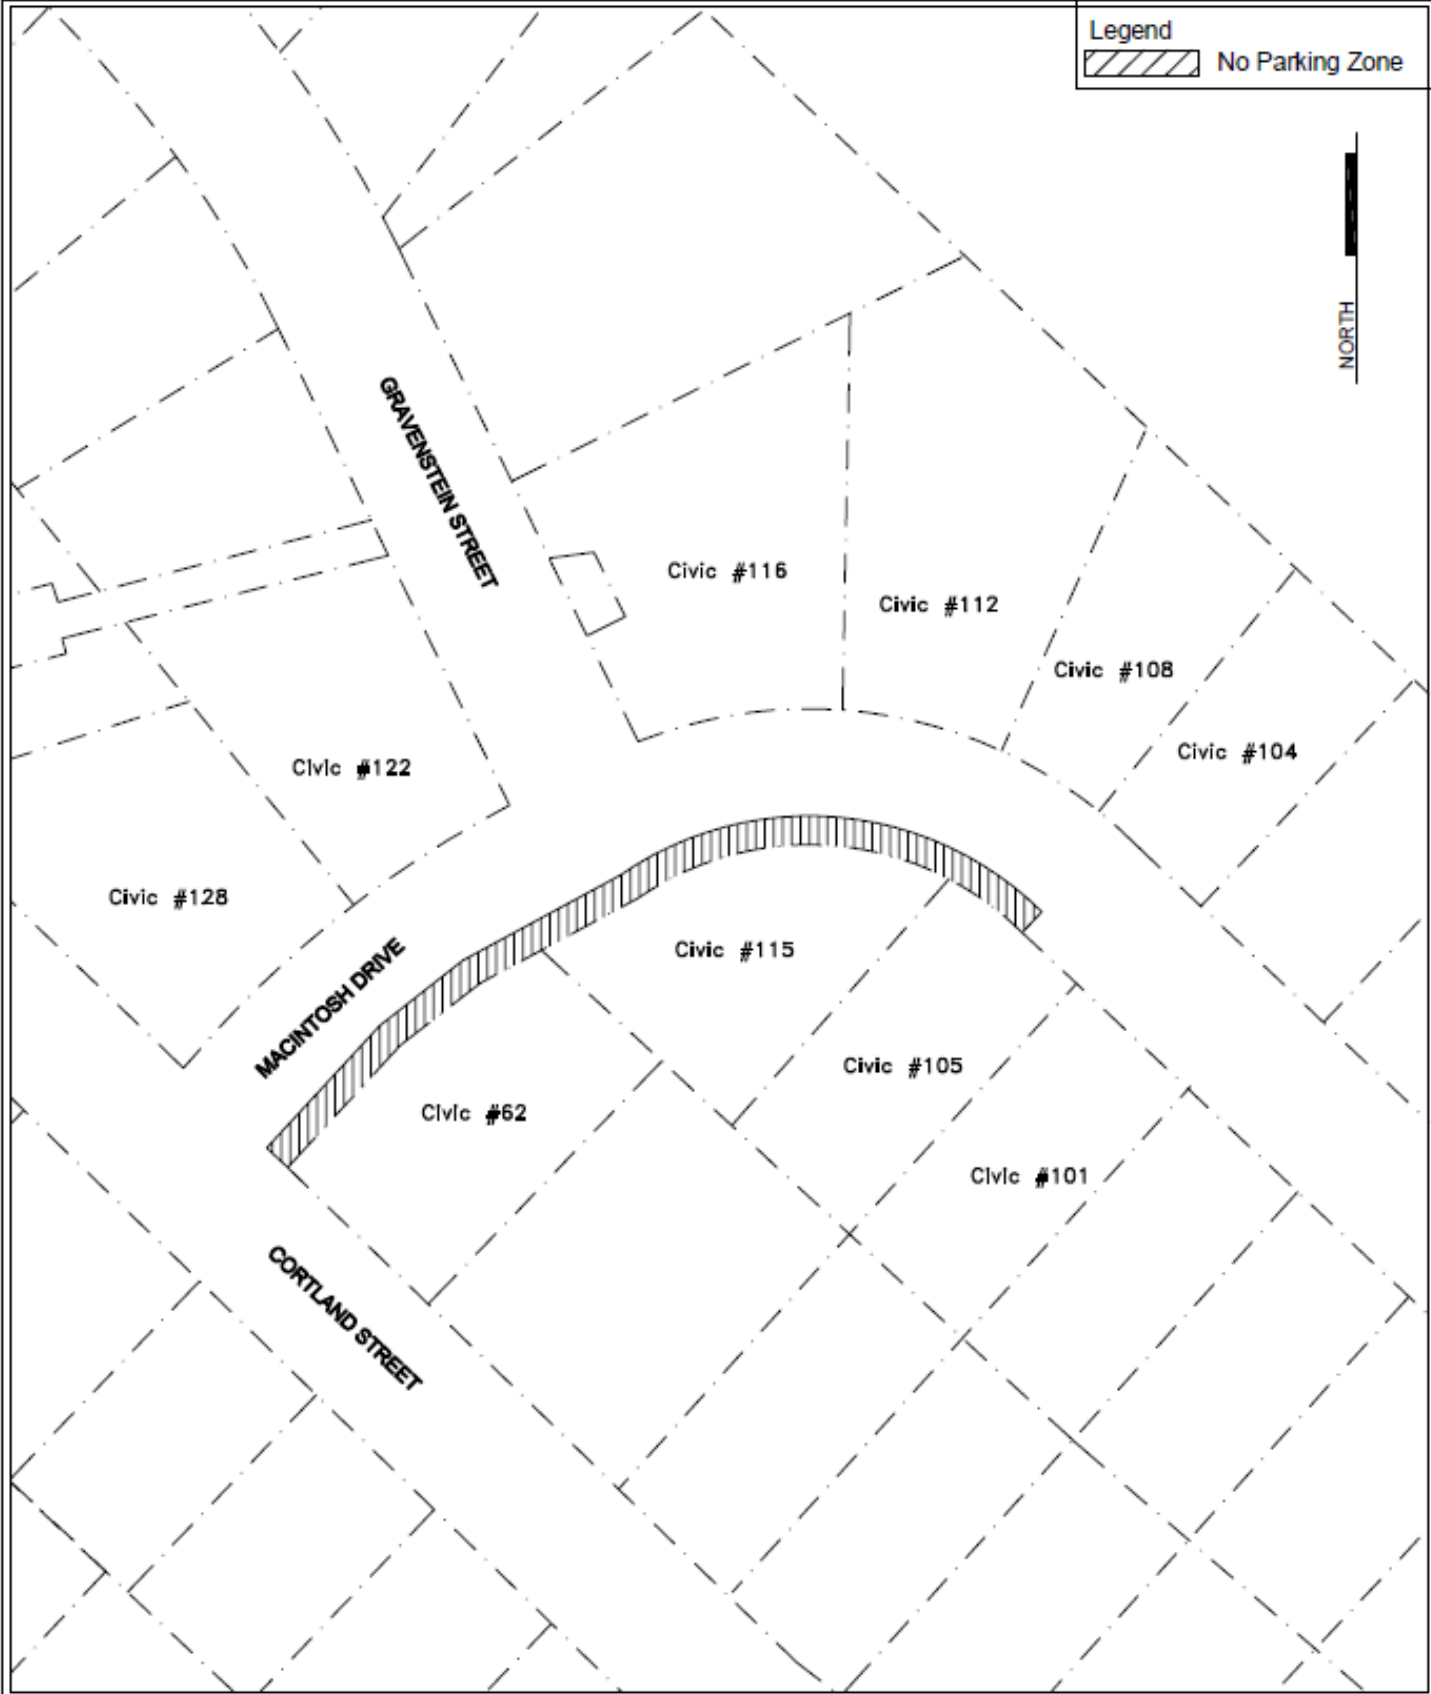 Legend
No Parking Zone
NORTH
GRAVENSTEIN STREET
Civic #116
Civic #112
Civic #108
Civic #104
Civic #122
Civic #128
MACINTOSH DRIVE
Civic #115
Civic #105
Civic #62
Civic #101
CORTLAND STREET